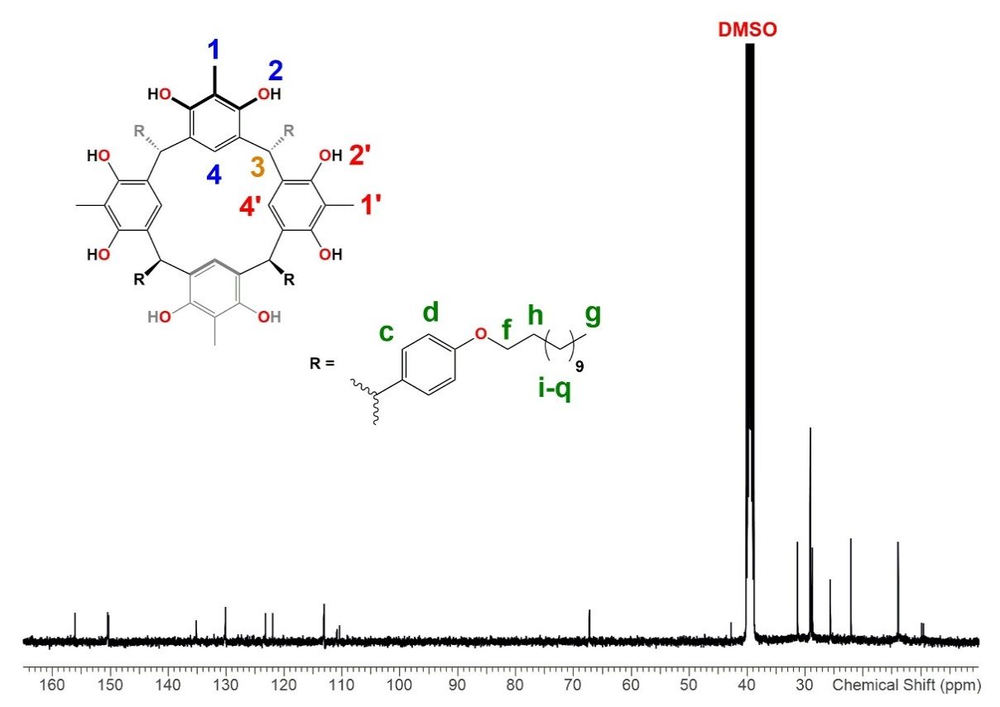 DMSO
1
2
HO OH
R R
HO OH 2'
4 3
4' 1'
HO OH
R R
HO OH
d h g
c O f
R = 9
i-q
160 150 140 130 120 110 100 90 80 70 60 50 40 30 Chemical Shift (ppm)